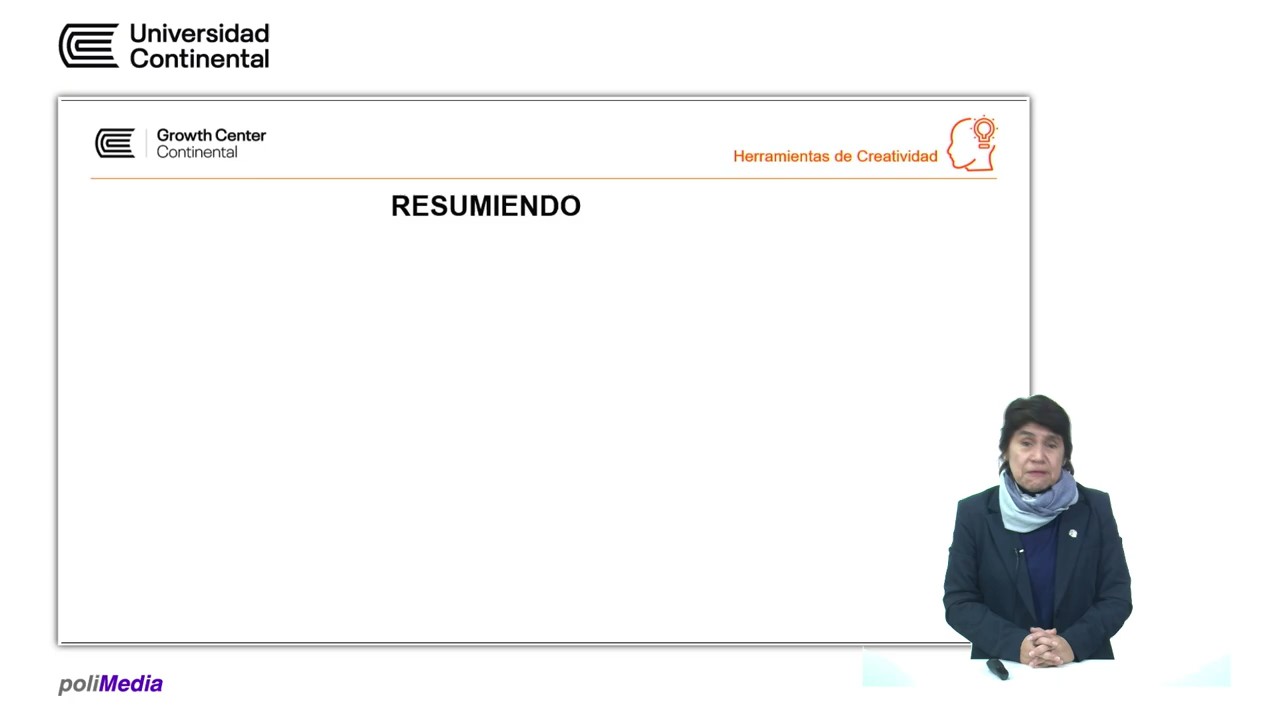 Universidad
Continental
Growth Center
Continental
Herramientas de Creatividad
RESUMIENDO
poliMedia